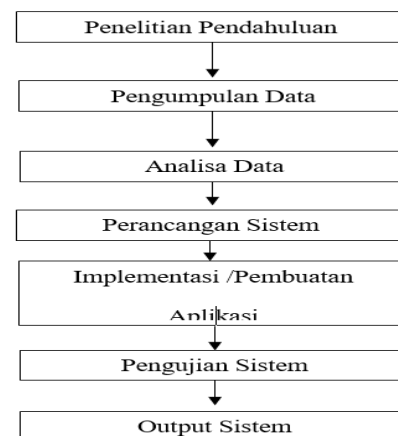 Penelitian Pendahuluan
Pengumpulan Data
Analisa Data
Perancangan Sistem
Implementasi /Pembuatan
Aplikasi
Pengujian Sistem
Output Sistem